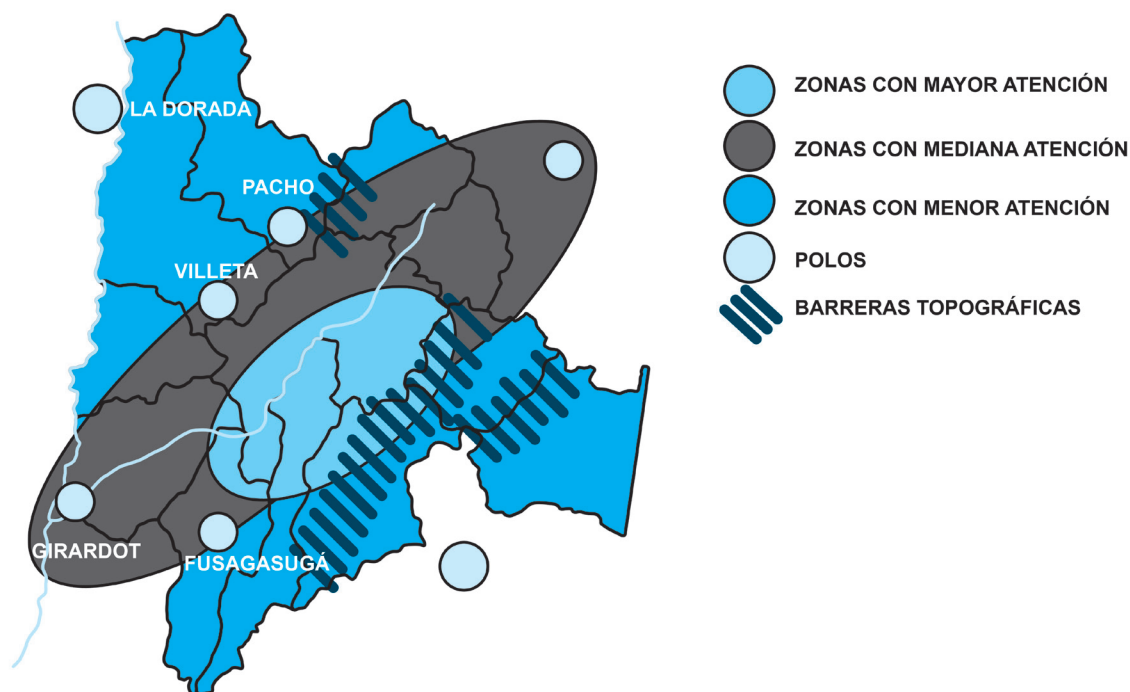 LA DORADA
PACHO
VILLETA
GIRARDOT
FUSAGASUGÁ
ZONAS CON MAYOR ATENCIÓN
ZONAS CON MEDIANA ATENCIÓN
ZONAS CON MENOR ATENCIÓN
POLOS
BARRERAS TOPOGRÁFICAS